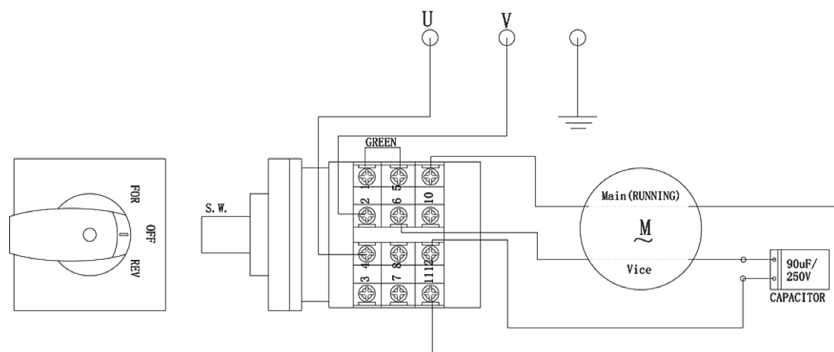 U
V
GREEN
1
5
2
6
10
S.W.
FOR
OFF
REV
4
8
12
3
7
11
Main(RUNNING)
M
~
Vice
90uF/
250V
CAPACITOR